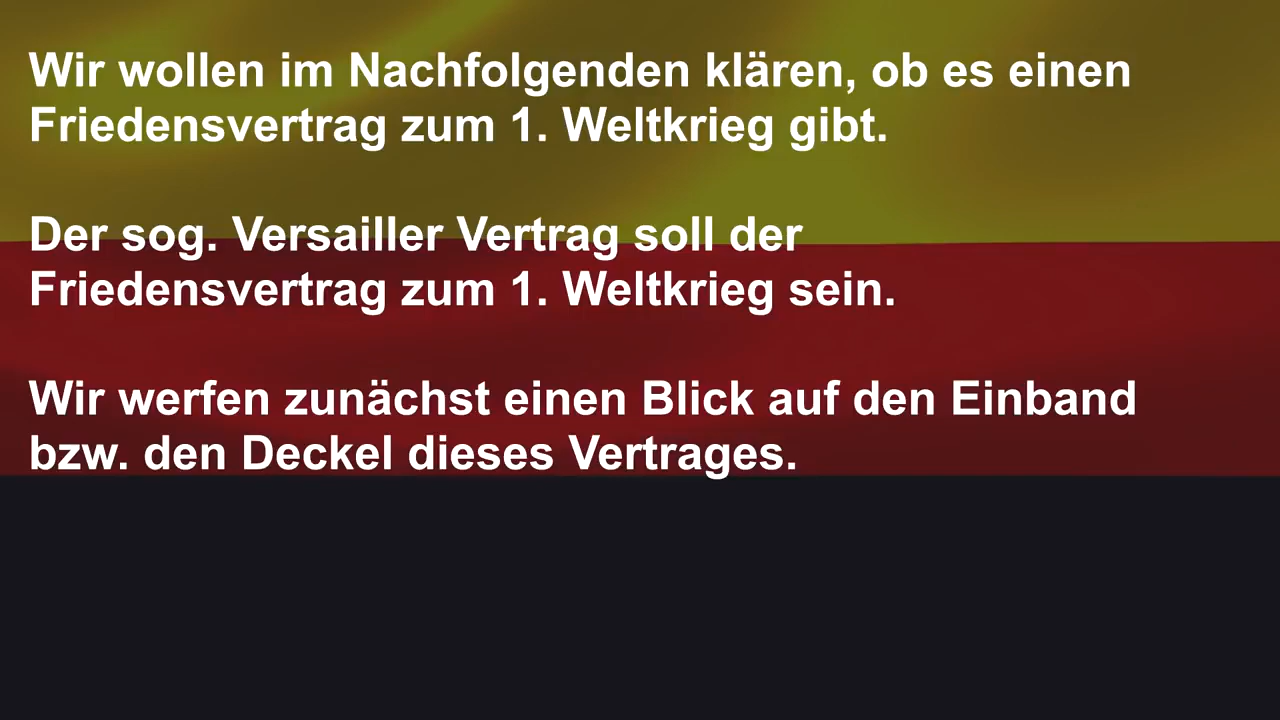 Wir wollen im Nachfolgenden klären, ob es einen
Friedensvertrag zum 1. Weltkrieg gibt.
Der sog. Versailler Vertrag soll der
Friedensvertrag zum 1. Weltkrieg sein.
Wir werfen zunächst einen Blick auf den Einband
bzw. den Deckel dieses Vertrages.